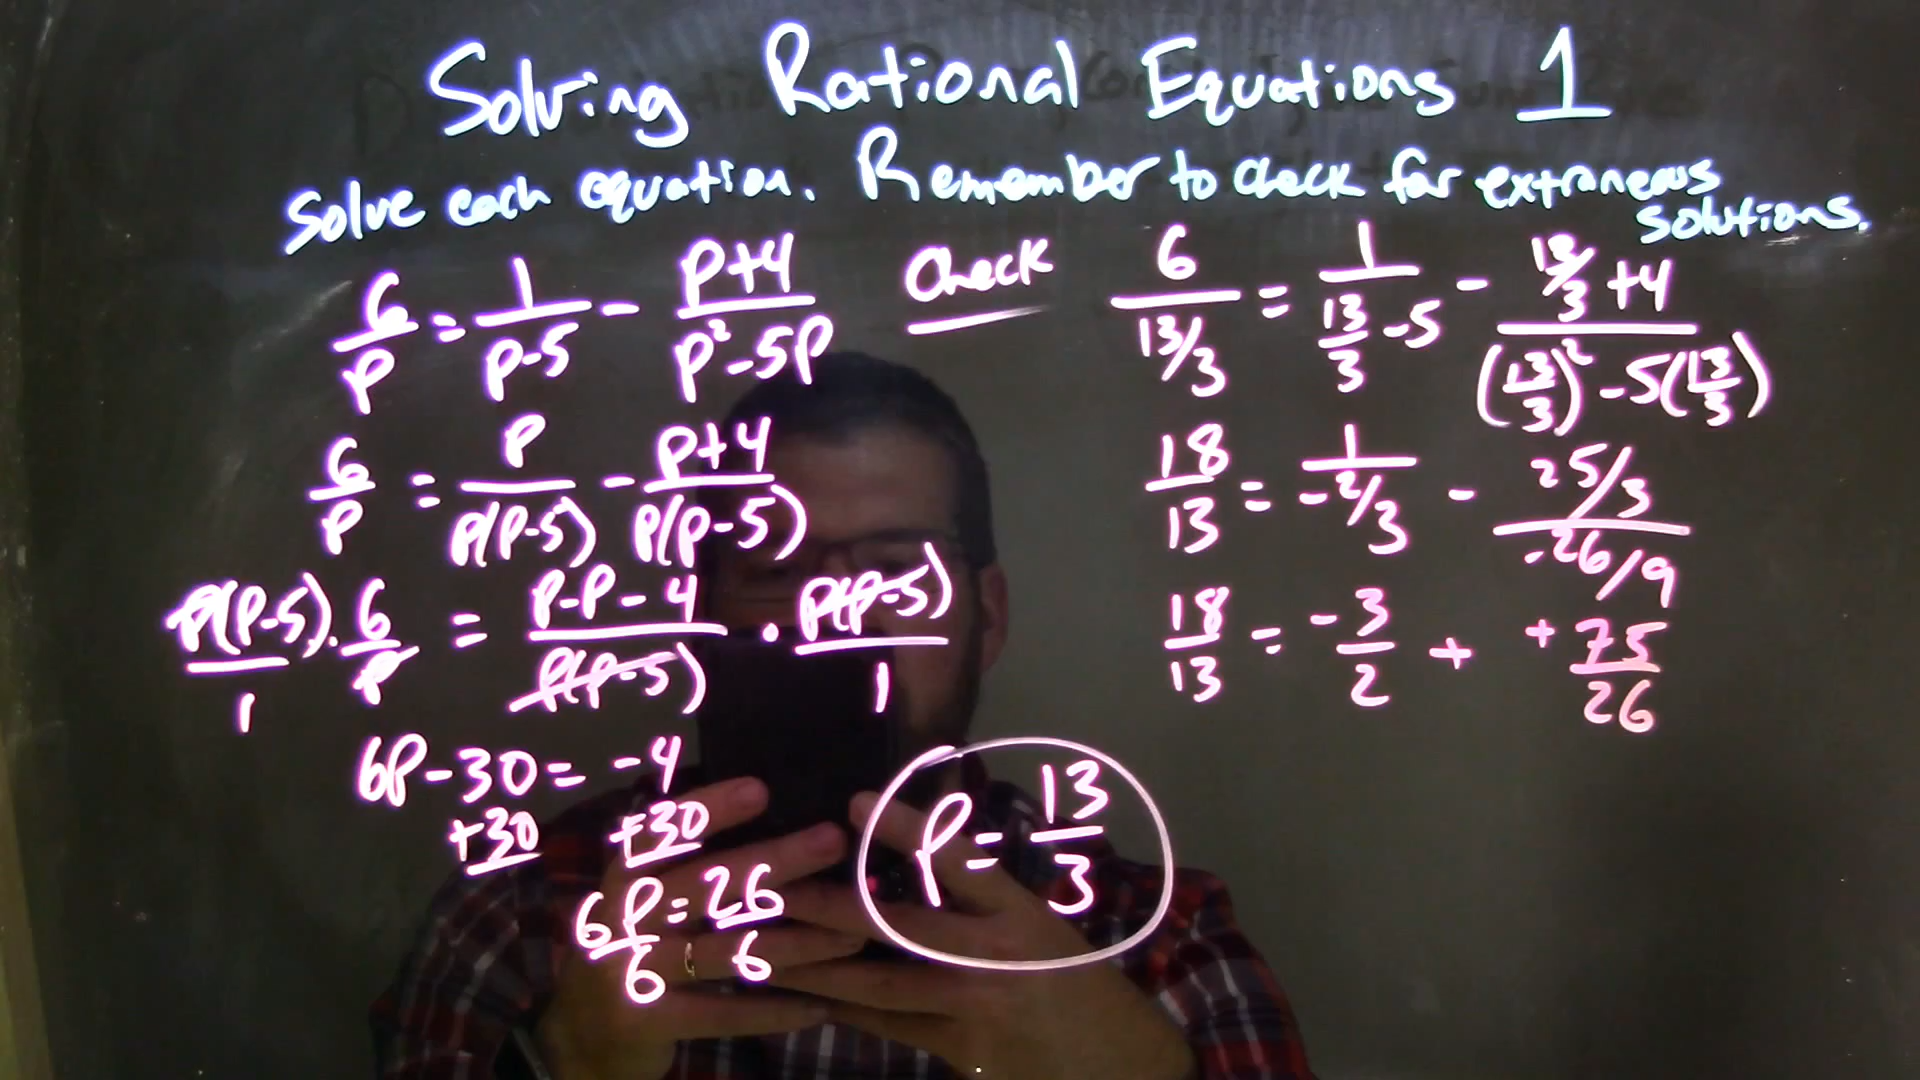 Solving Rational Equations 1
Solve each equation. Remember to check for extraneous
solutions.
6/p = 1/(p-5) - (p+4)/(p²-5p)
6/p = p/(p(p-5)) - (p+4)/(p(p-5))
p(p-5)/1 · 6/p = (p-p-4)/(p(p-5)) · p(p-5)/1
6p-30 = -4
+30 +30
6p/6 = 26/6
p = 13/3
Check
6/(13/3) = 1/(13/3 -5) - (13/3 +4)/((13/3)² -5(13/3))
18/13 = 1/(-2/3) - (25/3)/(-26/9)
18/13 = -3/2 + +75/26